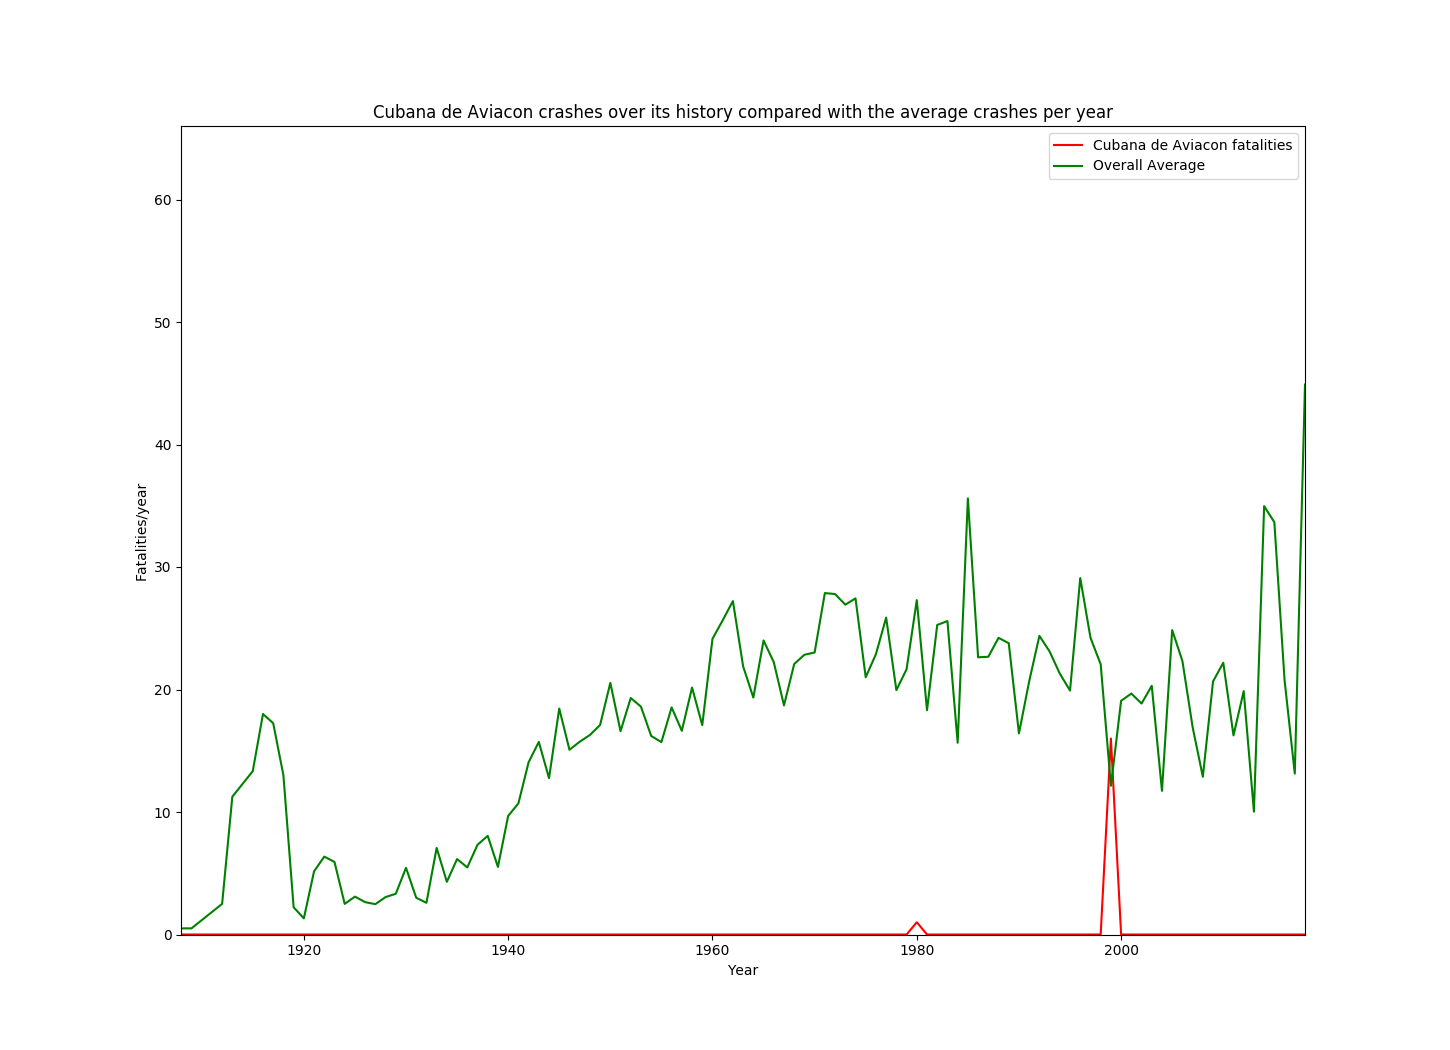 Cubana de Aviacon crashes over its history compared with the average crashes per year
Cubana de Aviacon fatalities
Overall Average
60
50
40
30
20
10
0
Fatalities/year
1920 1940 1960 1980 2000
Year